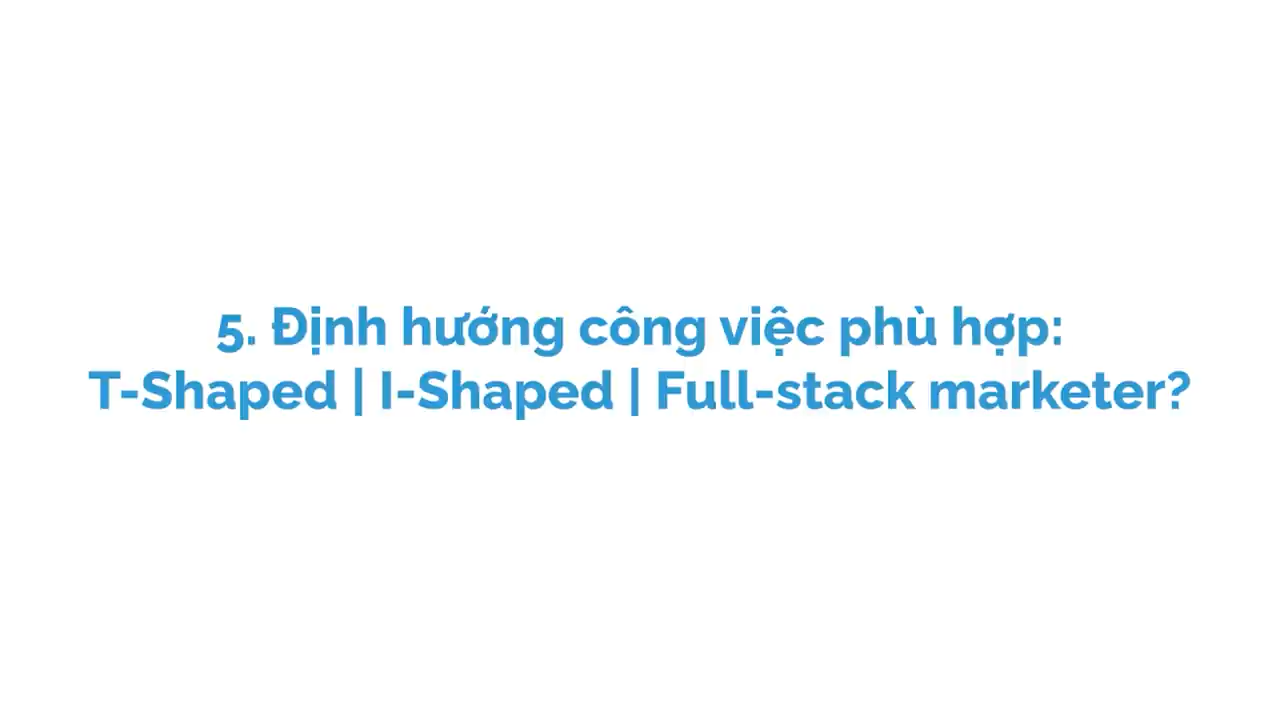 5. Định hướng công việc phù hợp:
T-Shaped | I-Shaped | Full-stack marketer?